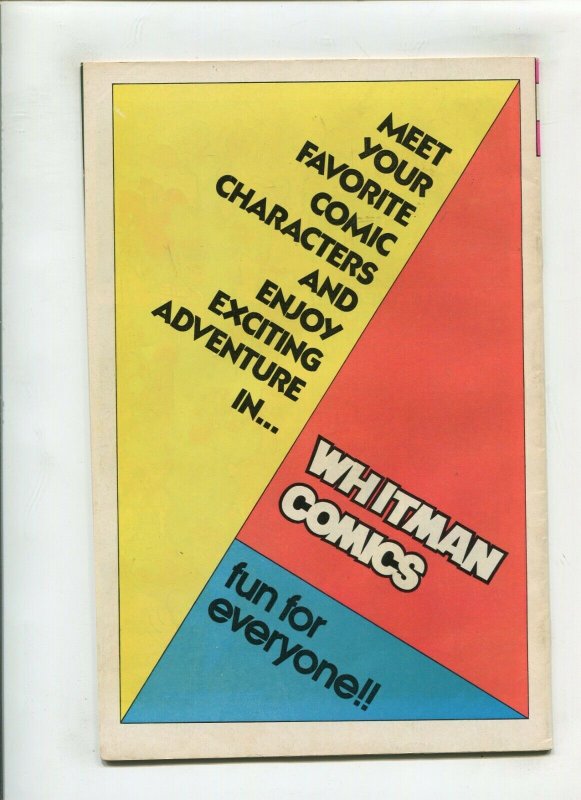 MEET
YOUR
FAVORITE
COMIC
CHARACTERS
AND
ENJOY
EXCITING
ADVENTURE
IN...
WHITMAN
COMICS
fun for
everyone!!